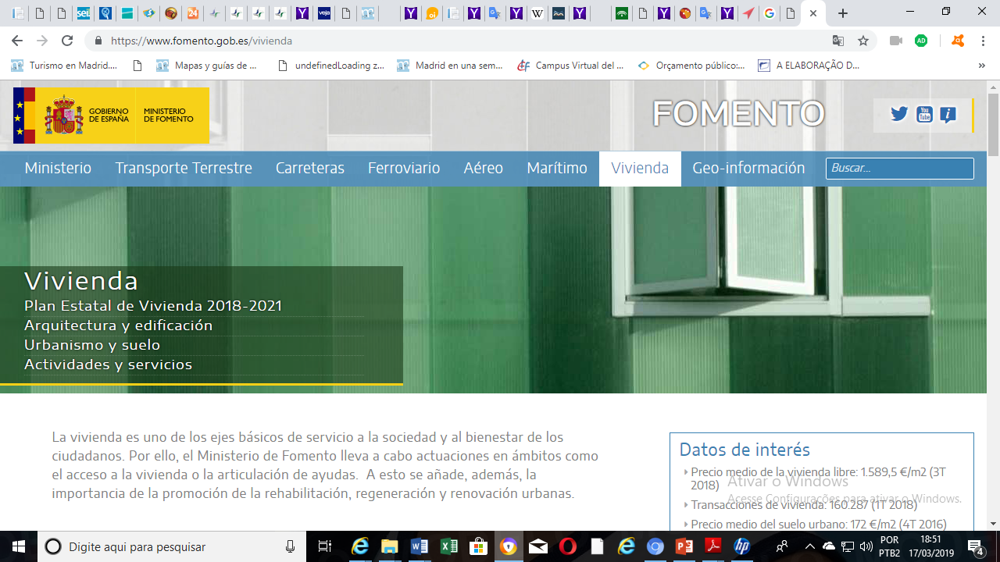 sei.
24
veja
oi
W
https://www.fomento.gob.es/vivienda
AD
Turismo en Madrid....
Mapas y guías de ...
undefinedLoading z...
Madrid en una sem...
Campus Virtual del ...
Orçamento público:...
A ELABORAÇÃO D...
»
GOBIERNO
DE ESPAÑA
MINISTERIO
DE FOMENTO
FOMENTO
You
Tube
Ministerio
Transporte Terrestre
Carreteras
Ferroviario
Aéreo
Marítimo
Vivienda
Geo-información
Buscar...
Vivienda
Plan Estatal de Vivienda 2018-2021
Arquitectura y edificación
Urbanismo y suelo
Actividades y servicios
La vivienda es uno de los ejes básicos de servicio a la sociedad y al bienestar de los
ciudadanos. Por ello, el Ministerio de Fomento lleva a cabo actuaciones en ámbitos como
el acceso a la vivienda o la articulación de ayudas. A esto se añade, además, la
importancia de la promoción de la rehabilitación, regeneración y renovación urbanas.
Datos de interés
Precio medio de la vivienda libre: 1.589,5 €/m2 (3T
2018)
Transacciones de vivienda: 160.287 (1T 2018)
Precio medio del suelo urbano: 172 €/m2 (4T 2016)
Ativar o Windows
Acesse Configurações para ativar o Windows.
Digite aqui para pesquisar
POR
PTB2
18:51
17/03/2019
4